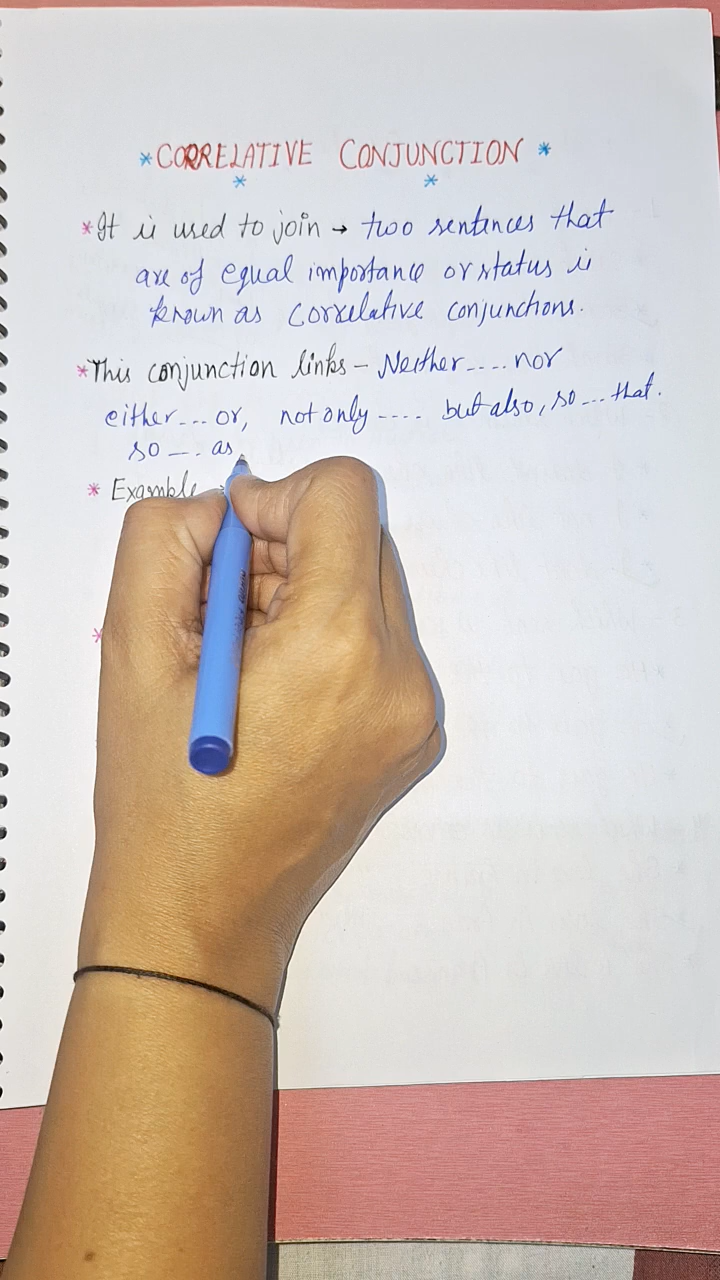 *CORRELATIVE CONJUNCTION*
* *
*It is used to join → two sentences that
are of equal importance or status is
known as correlative conjunctions.
*This conjunction links - Neither.... nor
either... or, not only .... but also, so ... that.
so --. as
* Example
*